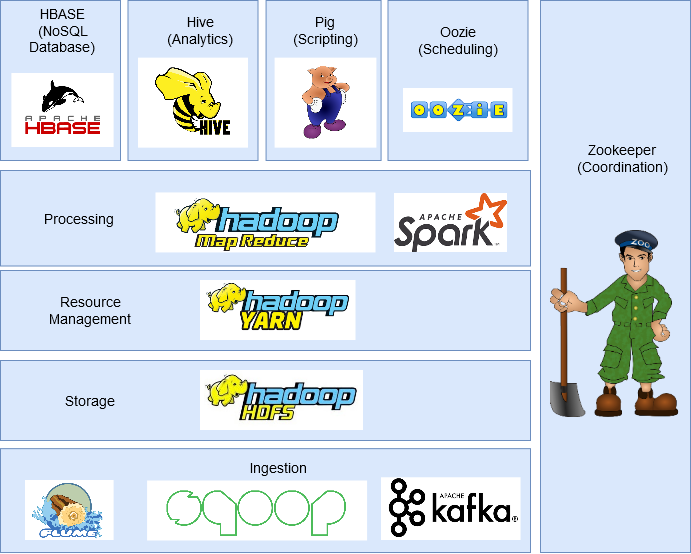 HBASE
(NoSQL
Database)
APACHE
HBASE
Hive
(Analytics)
HIVE
Pig
(Scripting)
Oozie
(Scheduling)
OOZIE
Zookeeper
(Coordination)
ZOO
Processing
hadoop
Map Reduce
APACHE
Spark
Resource
Management
hadoop
YARN
Storage
hadoop
HDFS
Ingestion
FLUME
sqoop
APACHE
kafka®